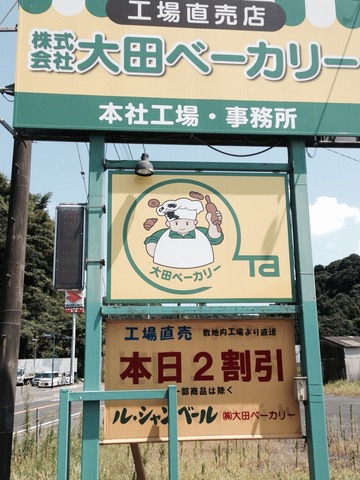 工場直売店
株式会社 大田ベーカリー
本社工場・事務所
大田ベーカリー
Ta
工場直売 敷地内工場より直送
本日2割引
一部商品は除く
ル・シャンベール ㈱大田ベーカリー